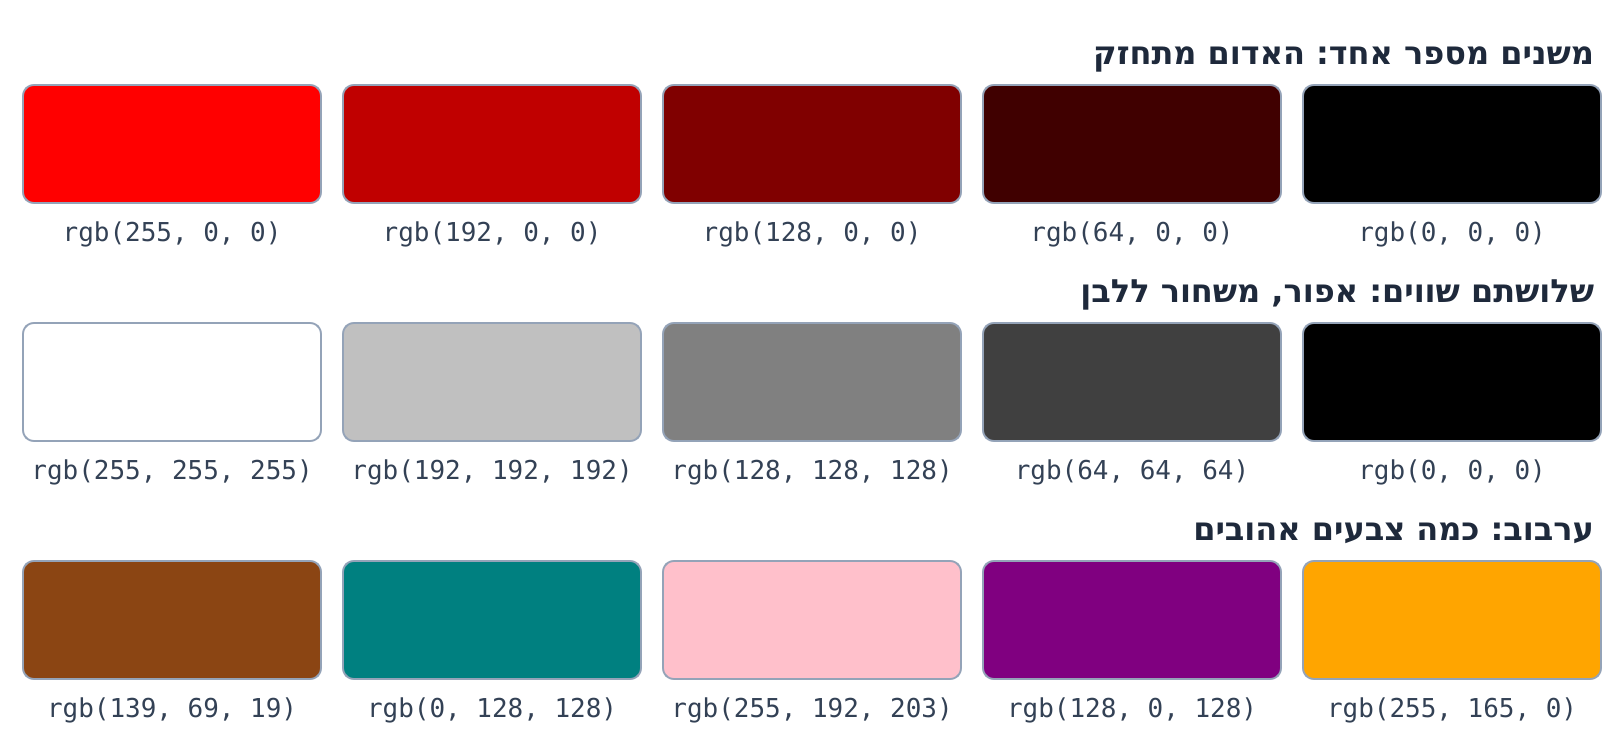 משנים מספר אחד: האדום מתחזק
rgb(0, 0, 0) rgb(64, 0, 0) rgb(128, 0, 0) rgb(192, 0, 0) rgb(255, 0, 0)
שלושתם שווים: אפור, משחור ללבן
rgb(0, 0, 0) rgb(64, 64, 64) rgb(128, 128, 128) rgb(192, 192, 192) rgb(255, 255, 255)
ערבוב: כמה צבעים אהובים
rgb(255, 165, 0) rgb(128, 0, 128) rgb(255, 192, 203) rgb(0, 128, 128) rgb(139, 69, 19)